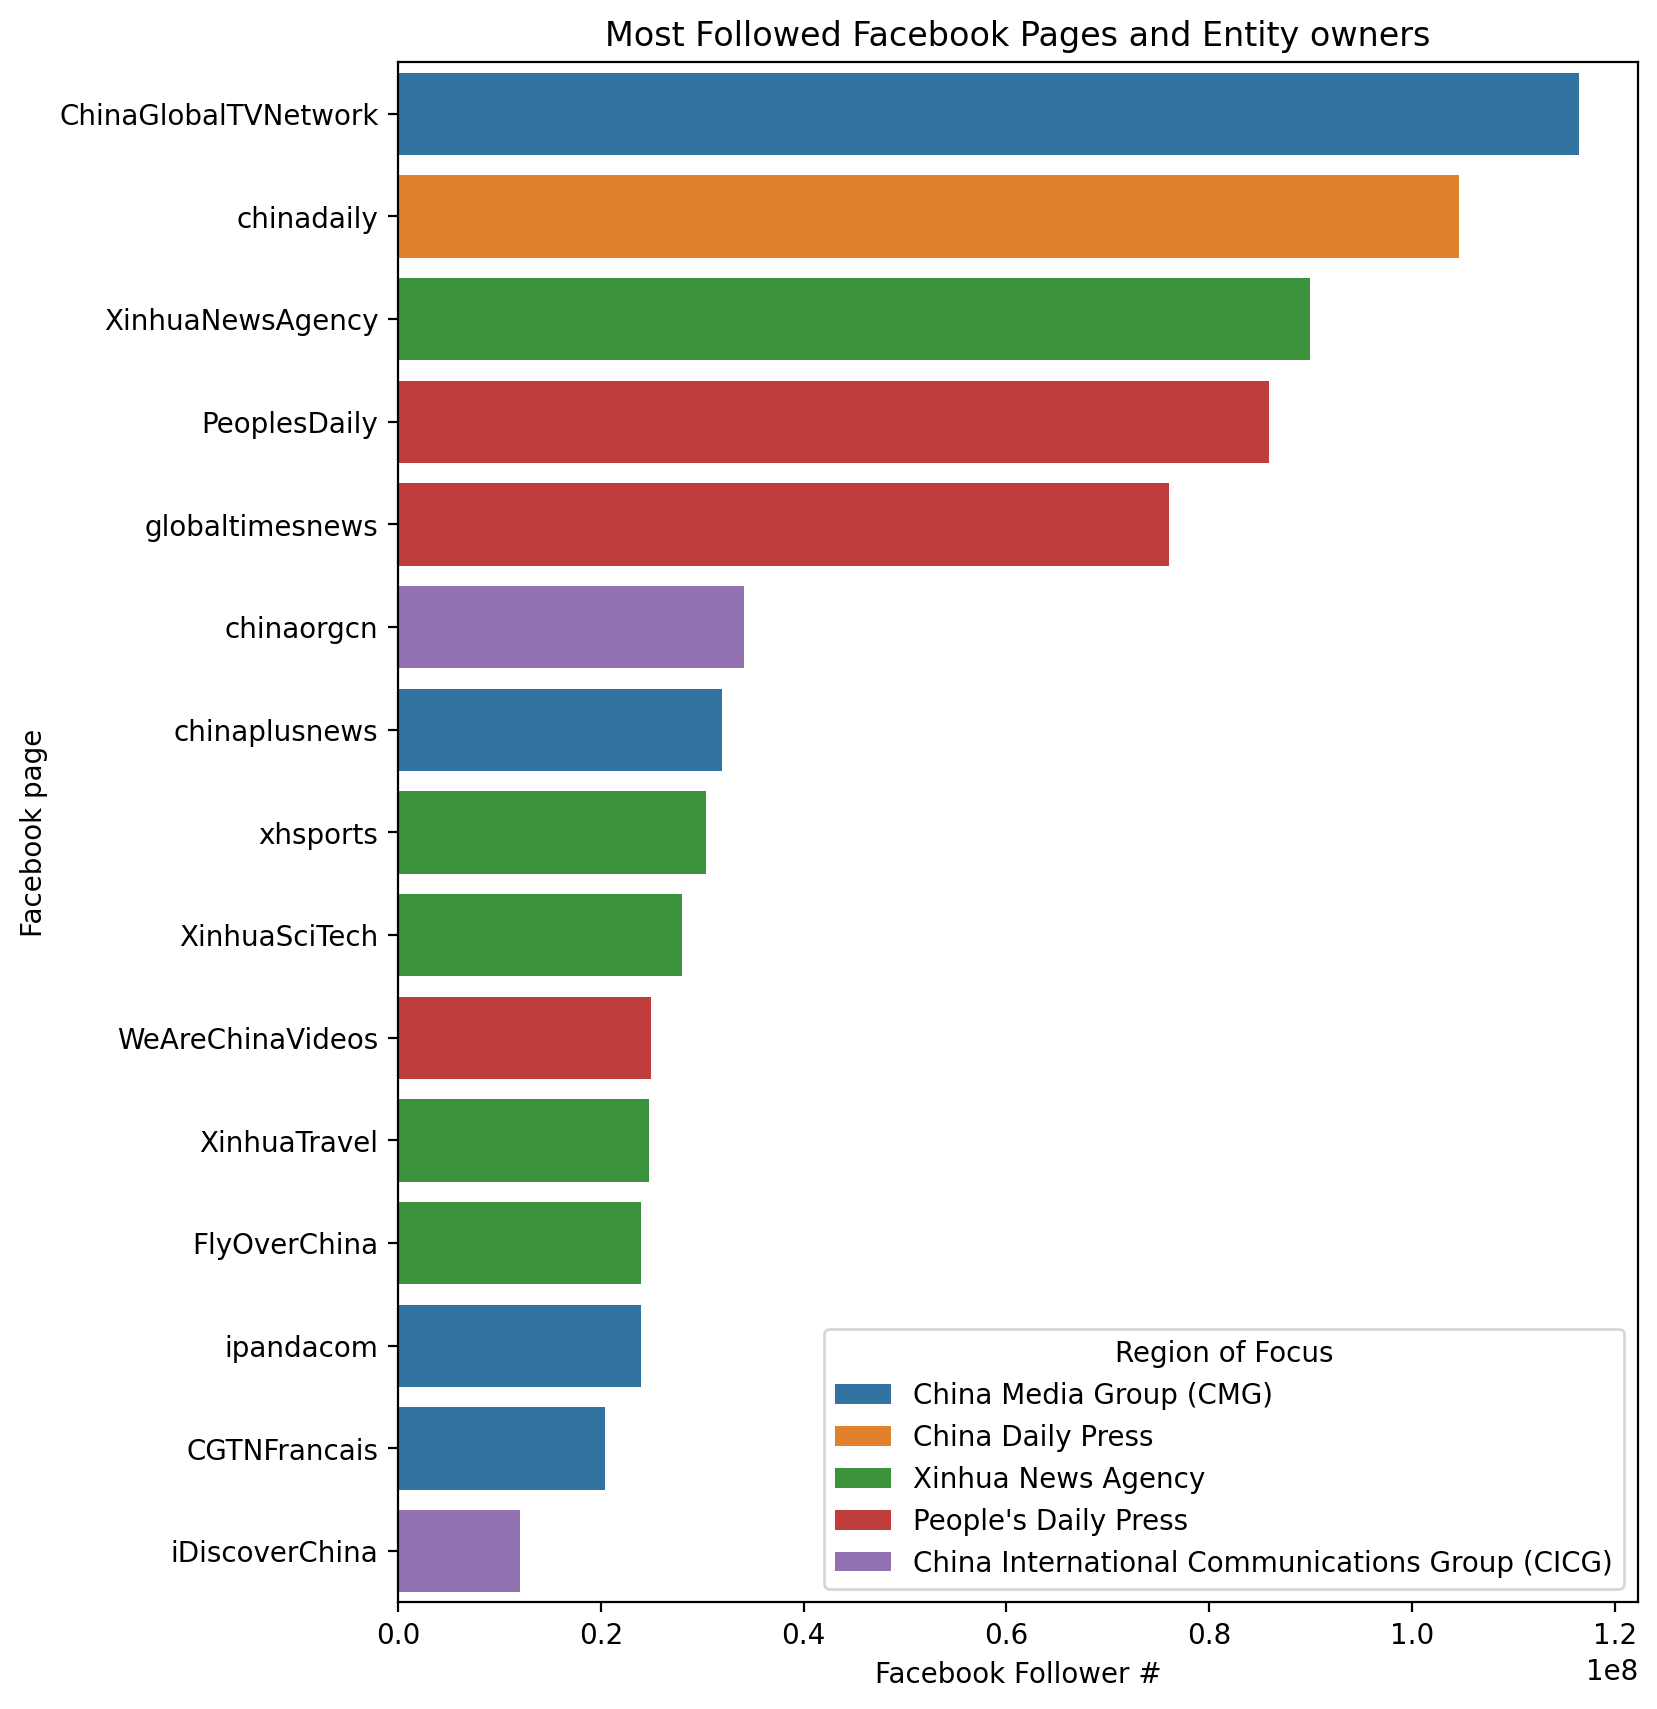 Most Followed Facebook Pages and Entity owners
ChinaGlobalTVNetwork
chinadaily
XinhuaNewsAgency
PeoplesDaily
globaltimesnews
chinaorgcn
chinaplusnews
xhsports
XinhuaSciTech
WeAreChinaVideos
XinhuaTravel
FlyOverChina
ipandacom
CGTNFrancais
iDiscoverChina
Facebook page
Region of Focus
China Media Group (CMG)
China Daily Press
Xinhua News Agency
People's Daily Press
China International Communications Group (CICG)
0.0 0.2 0.4 0.6 0.8 1.0 1.2
1e8
Facebook Follower #